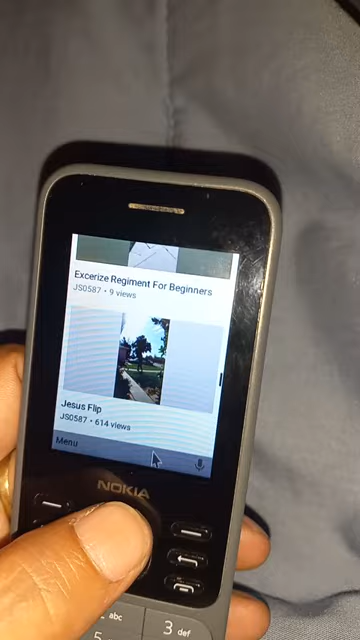 Excerize Regiment For Beginners
JS0587 • 9 views
Jesus Flip
JS0587 • 614 views
Menu
NOKIA
abc
5
3 def